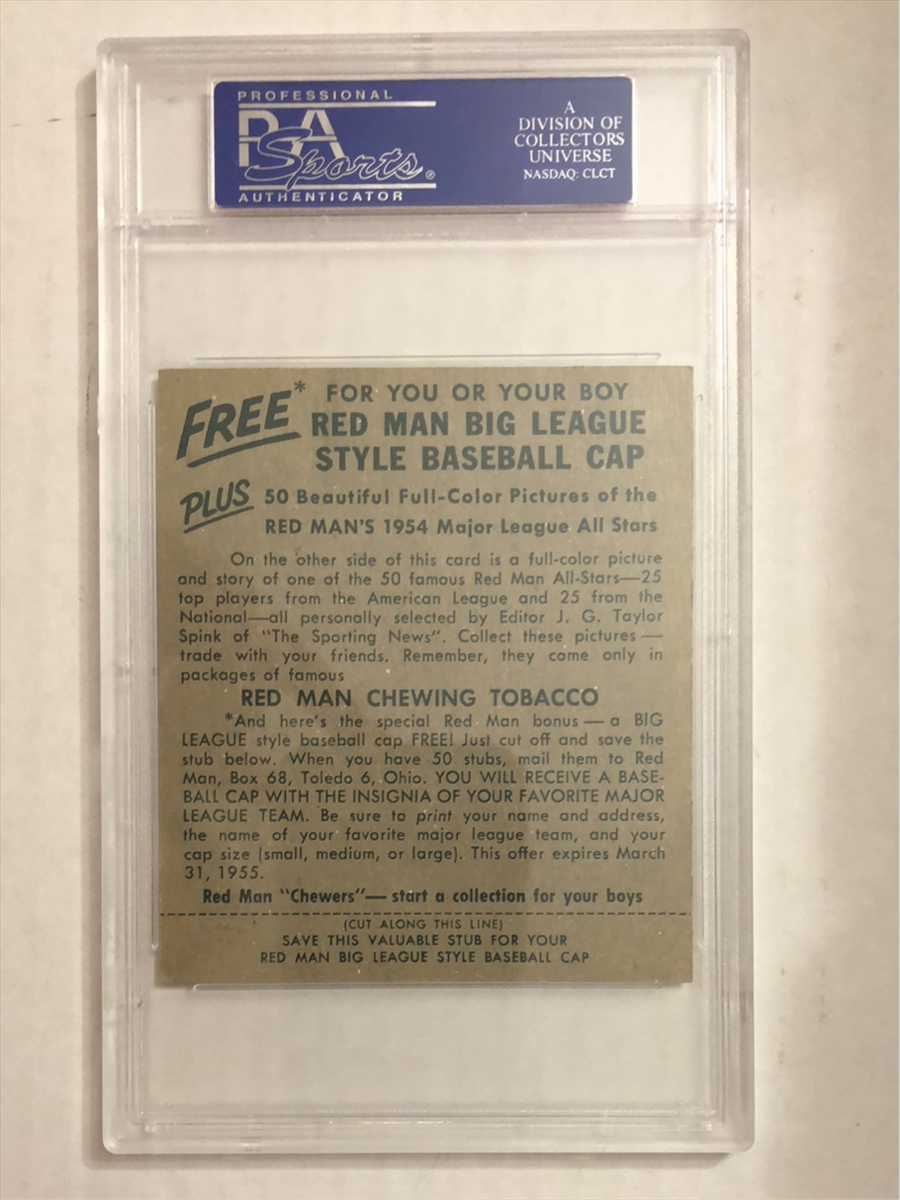 PROFESSIONAL
PSA
Sports®
AUTHENTICATOR
A
DIVISION OF
COLLECTORS
UNIVERSE
NASDAQ: CLCT
FREE* FOR YOU OR YOUR BOY
RED MAN BIG LEAGUE
STYLE BASEBALL CAP
PLUS 50 Beautiful Full-Color Pictures of the
RED MAN'S 1954 Major League All Stars
On the other side of this card is a full-color picture
and story of one of the 50 famous Red Man All-Stars—25
top players from the American League and 25 from the
National—all personally selected by Editor J. G. Taylor
Spink of "The Sporting News". Collect these pictures—
trade with your friends. Remember, they come only in
packages of famous
RED MAN CHEWING TOBACCO
*And here's the special Red Man bonus—a BIG
LEAGUE style baseball cap FREE! Just cut off and save the
stub below. When you have 50 stubs, mail them to Red
Man, Box 68, Toledo 6, Ohio. YOU WILL RECEIVE A BASE-
BALL CAP WITH THE INSIGNIA OF YOUR FAVORITE MAJOR
LEAGUE TEAM. Be sure to print your name and address,
the name of your favorite major league team, and your
cap size (small, medium, or large). This offer expires March
31, 1955.
Red Man "Chewers"—start a collection for your boys
(CUT ALONG THIS LINE)
SAVE THIS VALUABLE STUB FOR YOUR
RED MAN BIG LEAGUE STYLE BASEBALL CAP